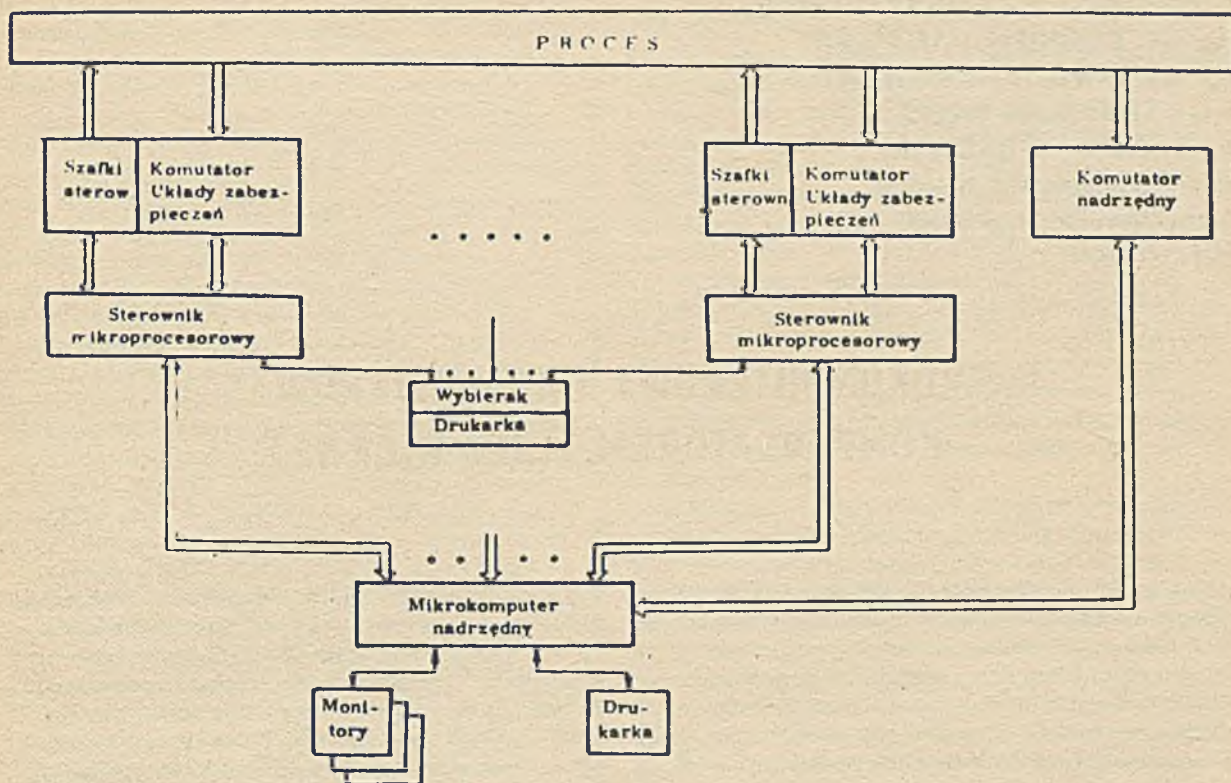 PROCES
Szafki
sterow
Komutator
Układy zabez-
pieczeń
Szafki
sterown
Komutator
Układy zabez-
pieczeń
Komutator
nadrzędny
Sterownik
mikroprocesorowy
Sterownik
mikroprocesorowy
Wybierak
Drukarka
Mikrokomputer
nadrzędny
Moni-
tory
Dru-
karka